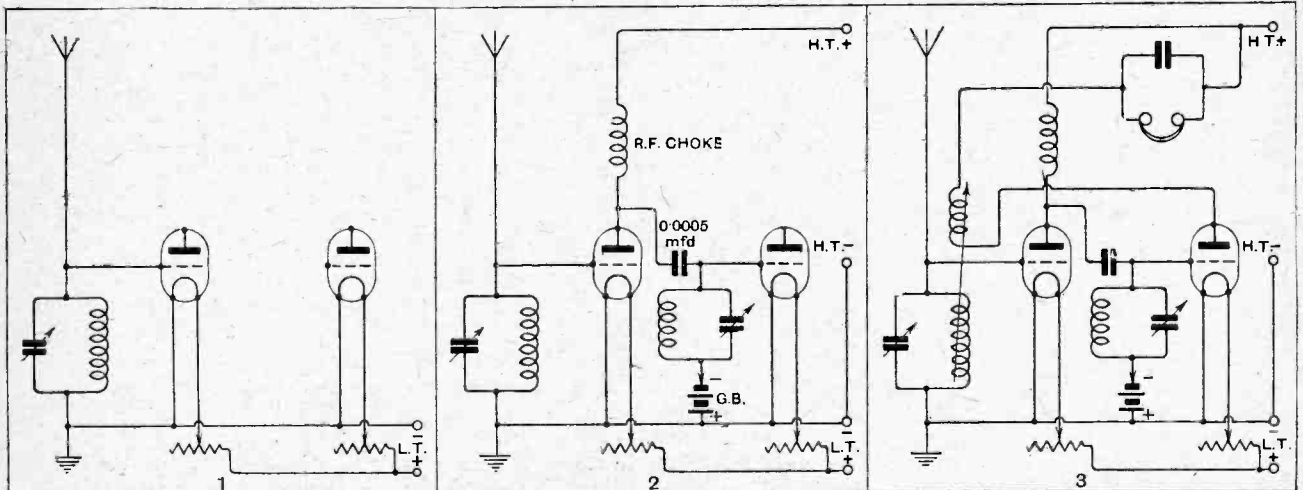 −
L.T.
+
1
H.T.+
R.F. CHOKE
0·0005
mfd
H.T.−
−
G.B.
+
−
L.T.
+
2
H.T.+
H.T.−
−
+
−
L.T.
+
3